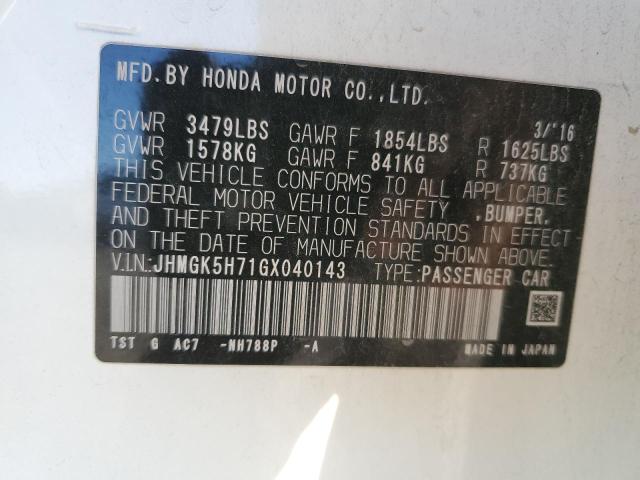 MFD. BY HONDA MOTOR CO., LTD.
3/'16
GVWR 3479LBS GAWR F 1854LBS R 1625LBS
GVWR 1578KG GAWR F 841KG R 737KG
THIS VEHICLE CONFORMS TO ALL APPLICABLE
FEDERAL MOTOR VEHICLE SAFETY, BUMPER,
AND THEFT PREVENTION STANDARDS IN EFFECT
ON THE DATE OF MANUFACTURE SHOWN ABOVE.
V.I.N:JHMGK5H71GX040143 TYPE:PASSENGER CAR
TST G AC7 -NH788P -A MADE IN JAPAN